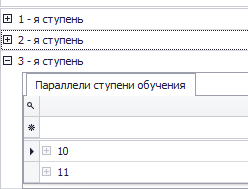 1 - я ступень
2 - я ступень
3 - я ступень
Параллели ступени обучения
10
11